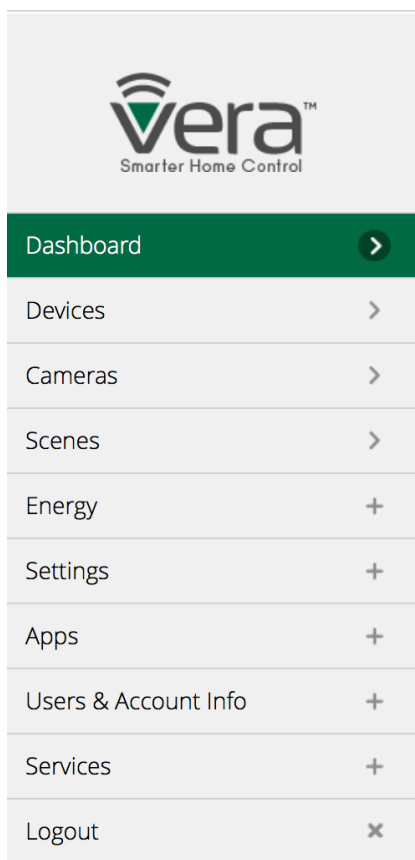 vera™
Smarter Home Control
Dashboard
Devices
Cameras
Scenes
Energy
Settings
Apps
Users & Account Info
Services
Logout